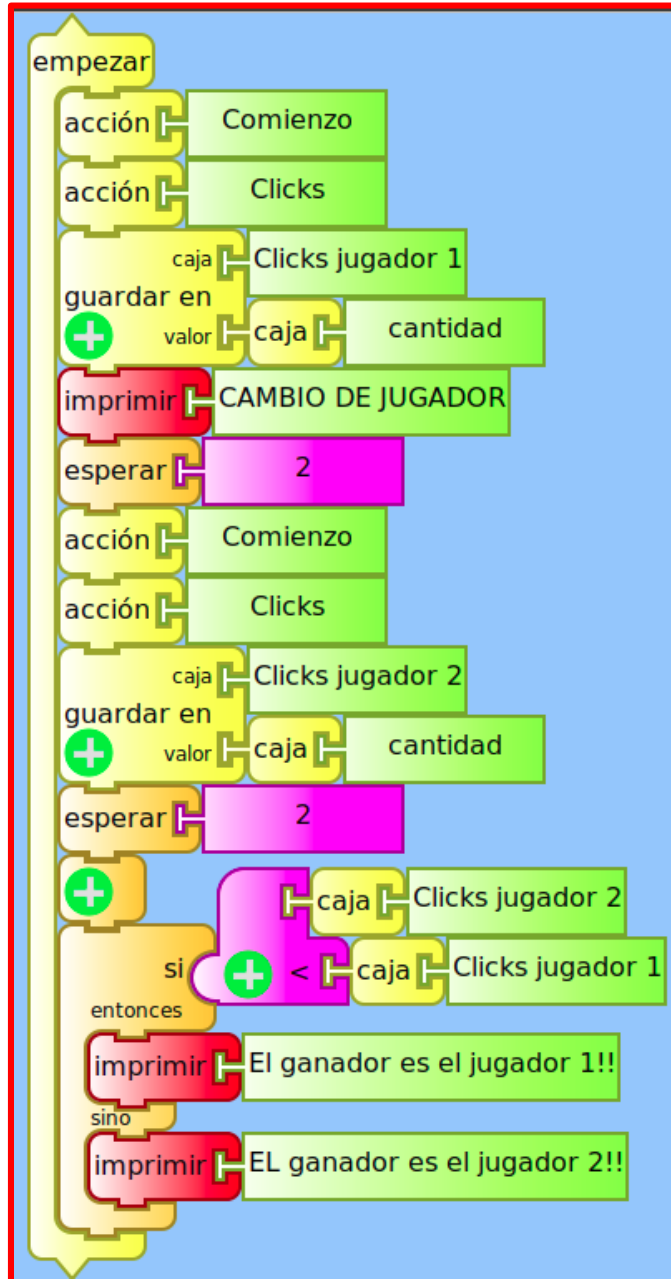 empezar
acción Comienzo
acción Clicks
caja Clicks jugador 1
guardar en
valor caja cantidad
imprimir CAMBIO DE JUGADOR
esperar 2
acción Comienzo
acción Clicks
caja Clicks jugador 2
guardar en
valor caja cantidad
esperar 2
caja Clicks jugador 2
si < caja Clicks jugador 1
entonces
imprimir El ganador es el jugador 1!!
sino
imprimir EL ganador es el jugador 2!!